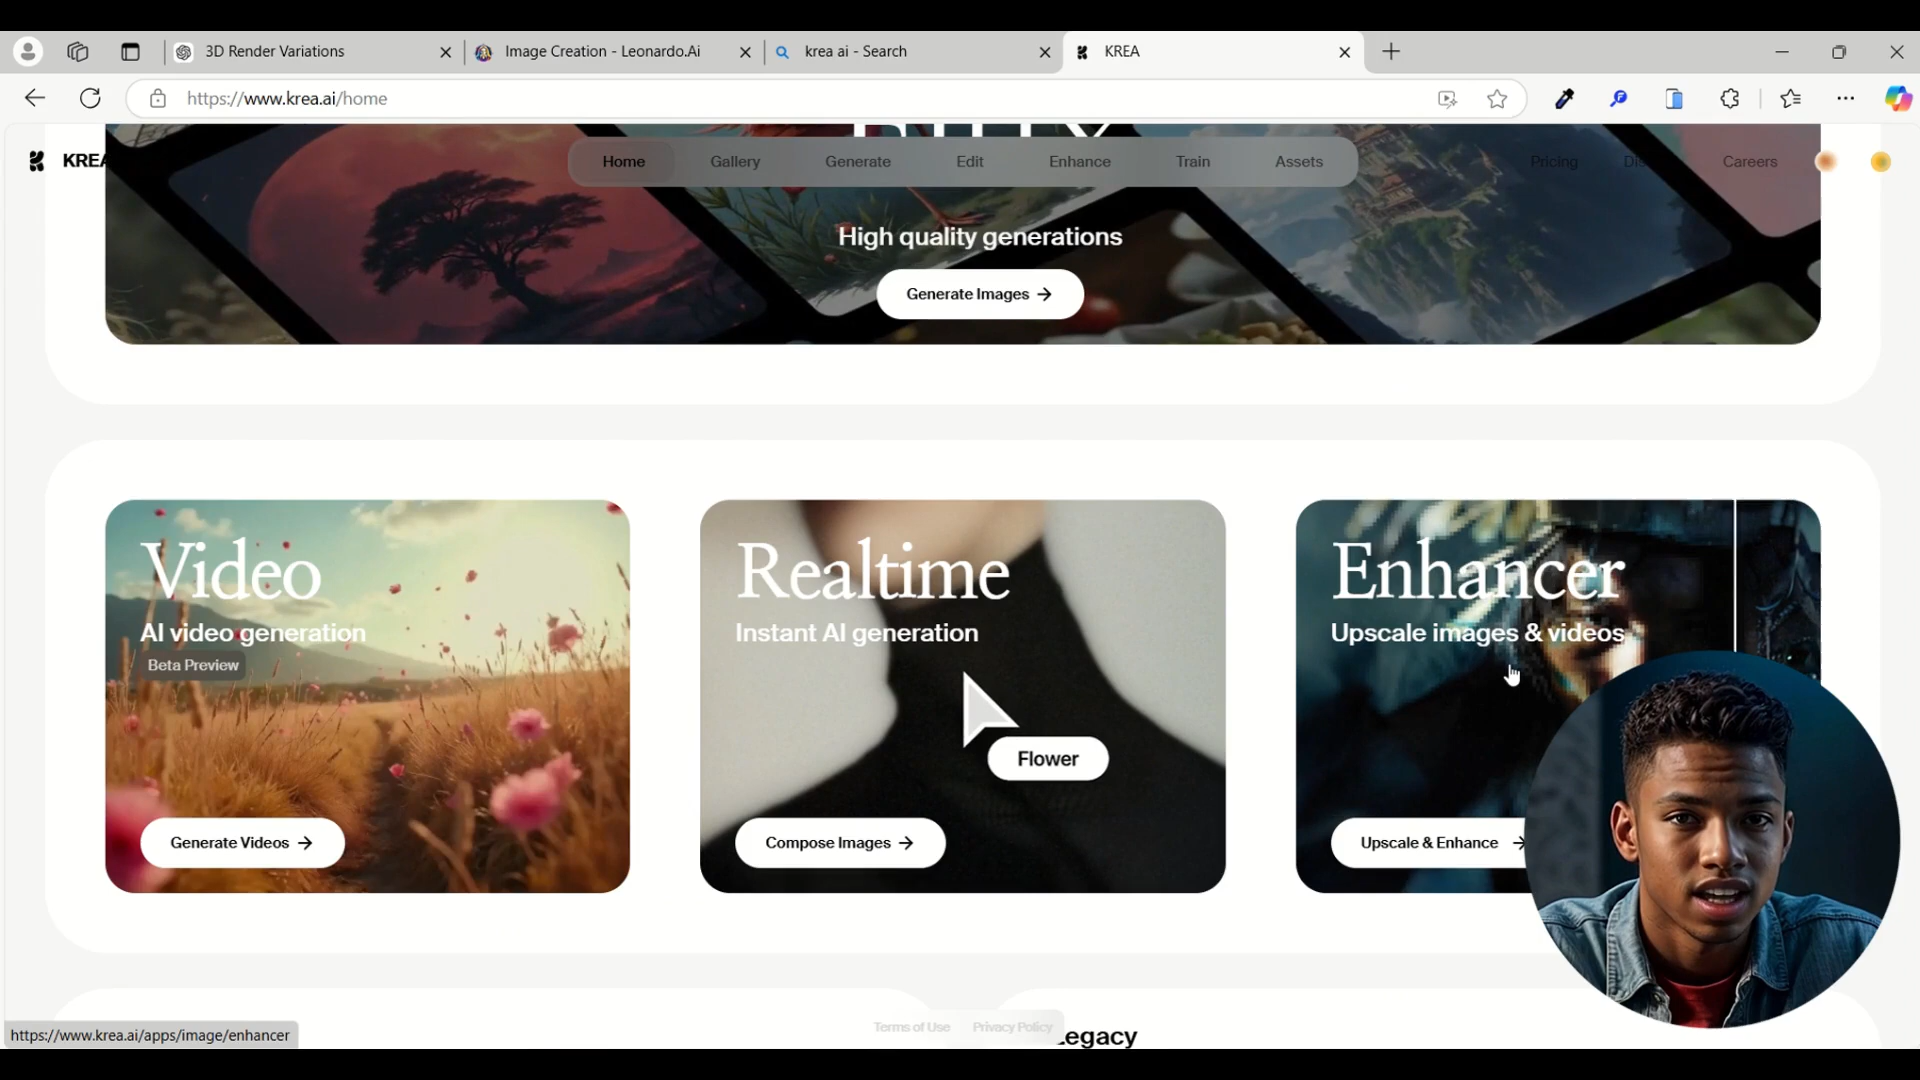 3D Render Variations
Image Creation - Leonardo.Ai
krea ai - Search
KREA
https://www.krea.ai/home
KREA
Home
Gallery
Generate
Edit
Enhance
Train
Assets
Pricing
Careers
High quality generations
Generate Images →
Video
AI video generation
Beta Preview
Generate Videos →
Realtime
Instant AI generation
Flower
Compose Images →
Enhancer
Upscale images & videos
Upscale & Enhance →
https://www.krea.ai/apps/image/enhancer
Terms of Use
Privacy Policy
Legacy